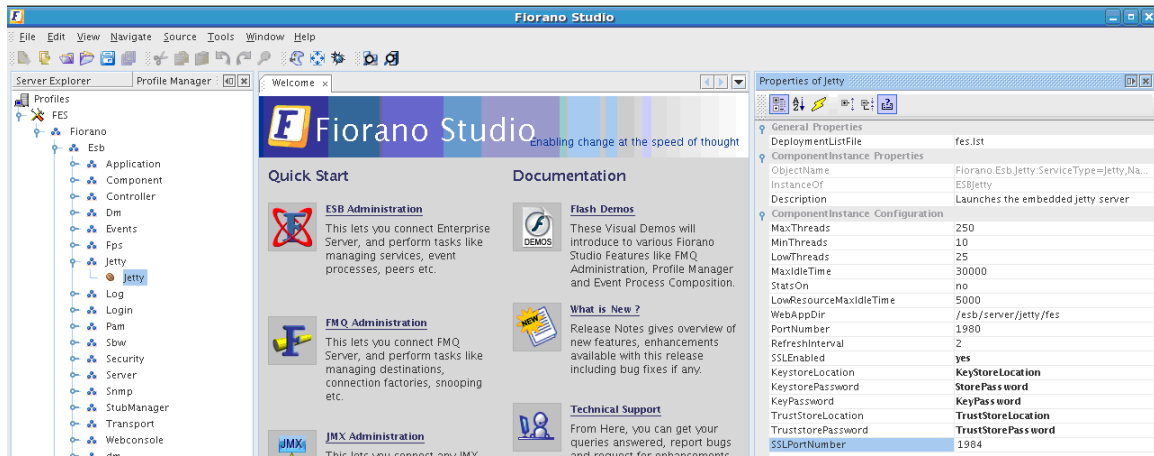 Fiorano Studio
File Edit View Navigate Source Tools Window Help
Server Explorer Profile Manager
Profiles
FES
Fiorano
Esb
Application
Component
Controller
Dm
Events
Fps
Jetty
Jetty
Log
Login
Pam
Sbw
Security
Server
Snmp
StubManager
Transport
Webconsole
dm
Welcome
Fiorano Studio
Enabling change at the speed of thought
Quick Start
ESB Administration
This lets you connect Enterprise
Server, and perform tasks like
managing services, event
processes, peers etc.
FMQ Administration
This lets you connect FMQ
Server, and perform tasks like
managing destinations,
connection factories, snooping
etc.
JMX
JMX Administration
This lets you connect any JMX
Documentation
DEMOS
Flash Demos
These Visual Demos will
introduce to various Fiorano
Studio Features like FMQ
Administration, Profile Manager
and Event Process Composition.
NEW
What is New ?
Release Notes gives overview of
new features, enhancements
available with this release
including bug fixes if any.
Technical Support
From Here, you can get your
queries answered, report bugs
and request for enhancements
Properties of Jetty
General Properties
DeploymentListFile fes.lst
ComponentInstance Properties
ObjectName Fiorano.Esb.Jetty:ServiceType=Jetty,Na...
InstanceOf ESBJetty
Description Launches the embedded jetty server
ComponentInstance Configuration
MaxThreads 250
MinThreads 10
LowThreads 25
MaxIdleTime 30000
StatsOn no
LowResourceMaxIdleTime 5000
WebAppDir /esb/server/jetty/fes
PortNumber 1980
RefreshInterval 2
SSLEnabled yes
KeystoreLocation KeyStoreLocation
KeystorePassword StorePassword
KeyPassword KeyPassword
TrustStoreLocation TrustStoreLocation
TruststorePassword TrustStorePassword
SSLPortNumber 1984